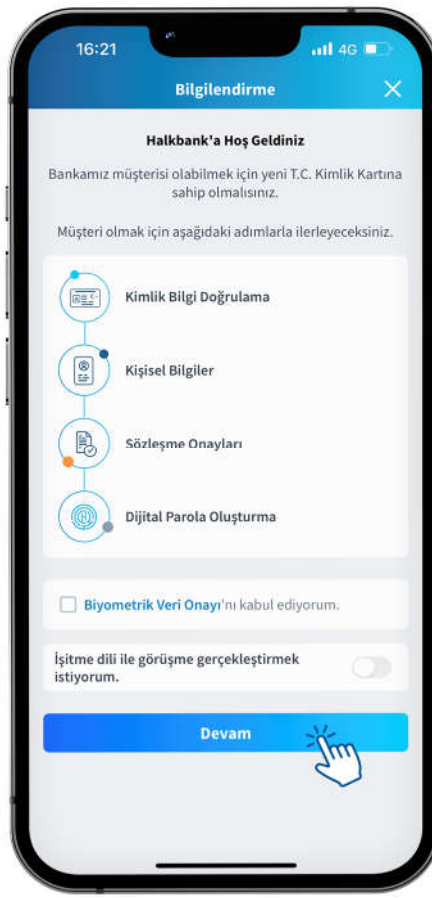 16:21
4G
Bilgilendirme
Halkbank'a Hoş Geldiniz
Bankamız müşterisi olabilmek için yeni T.C. Kimlik Kartına
sahip olmalısınız.
Müşteri olmak için aşağıdaki adımlarla ilerleyeceksiniz.
Kimlik Bilgi Doğrulama
Kişisel Bilgiler
Sözleşme Onayları
Dijital Parola Oluşturma
Biyometrik Veri Onayı'nı kabul ediyorum.
İşitme dili ile görüşme gerçekleştirmek
istiyorum.
Devam